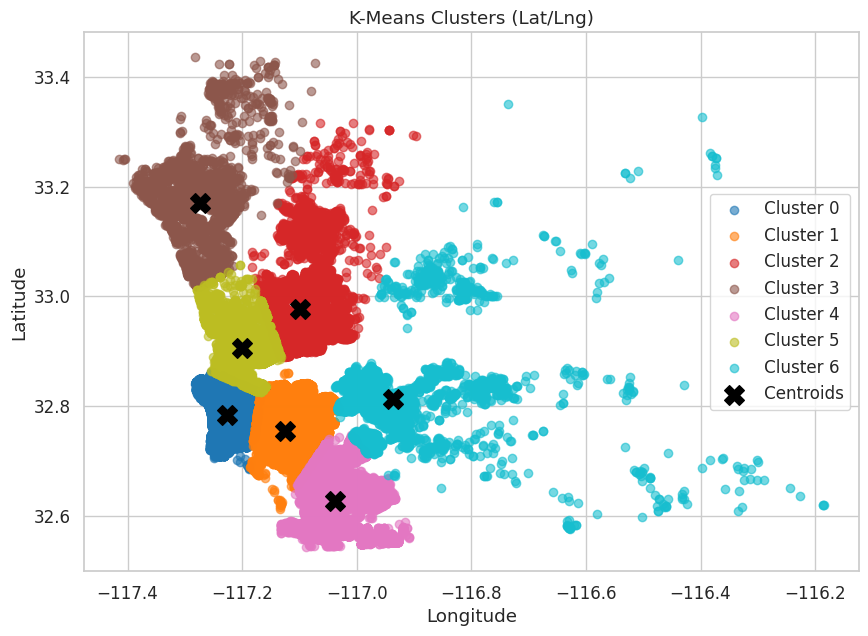 K-Means Clusters (Lat/Lng)
33.4
33.2
33.0
32.8
32.6
Latitude
Cluster 0
Cluster 1
Cluster 2
Cluster 3
Cluster 4
Cluster 5
Cluster 6
Centroids
−117.4 −117.2 −117.0 −116.8 −116.6 −116.4 −116.2
Longitude